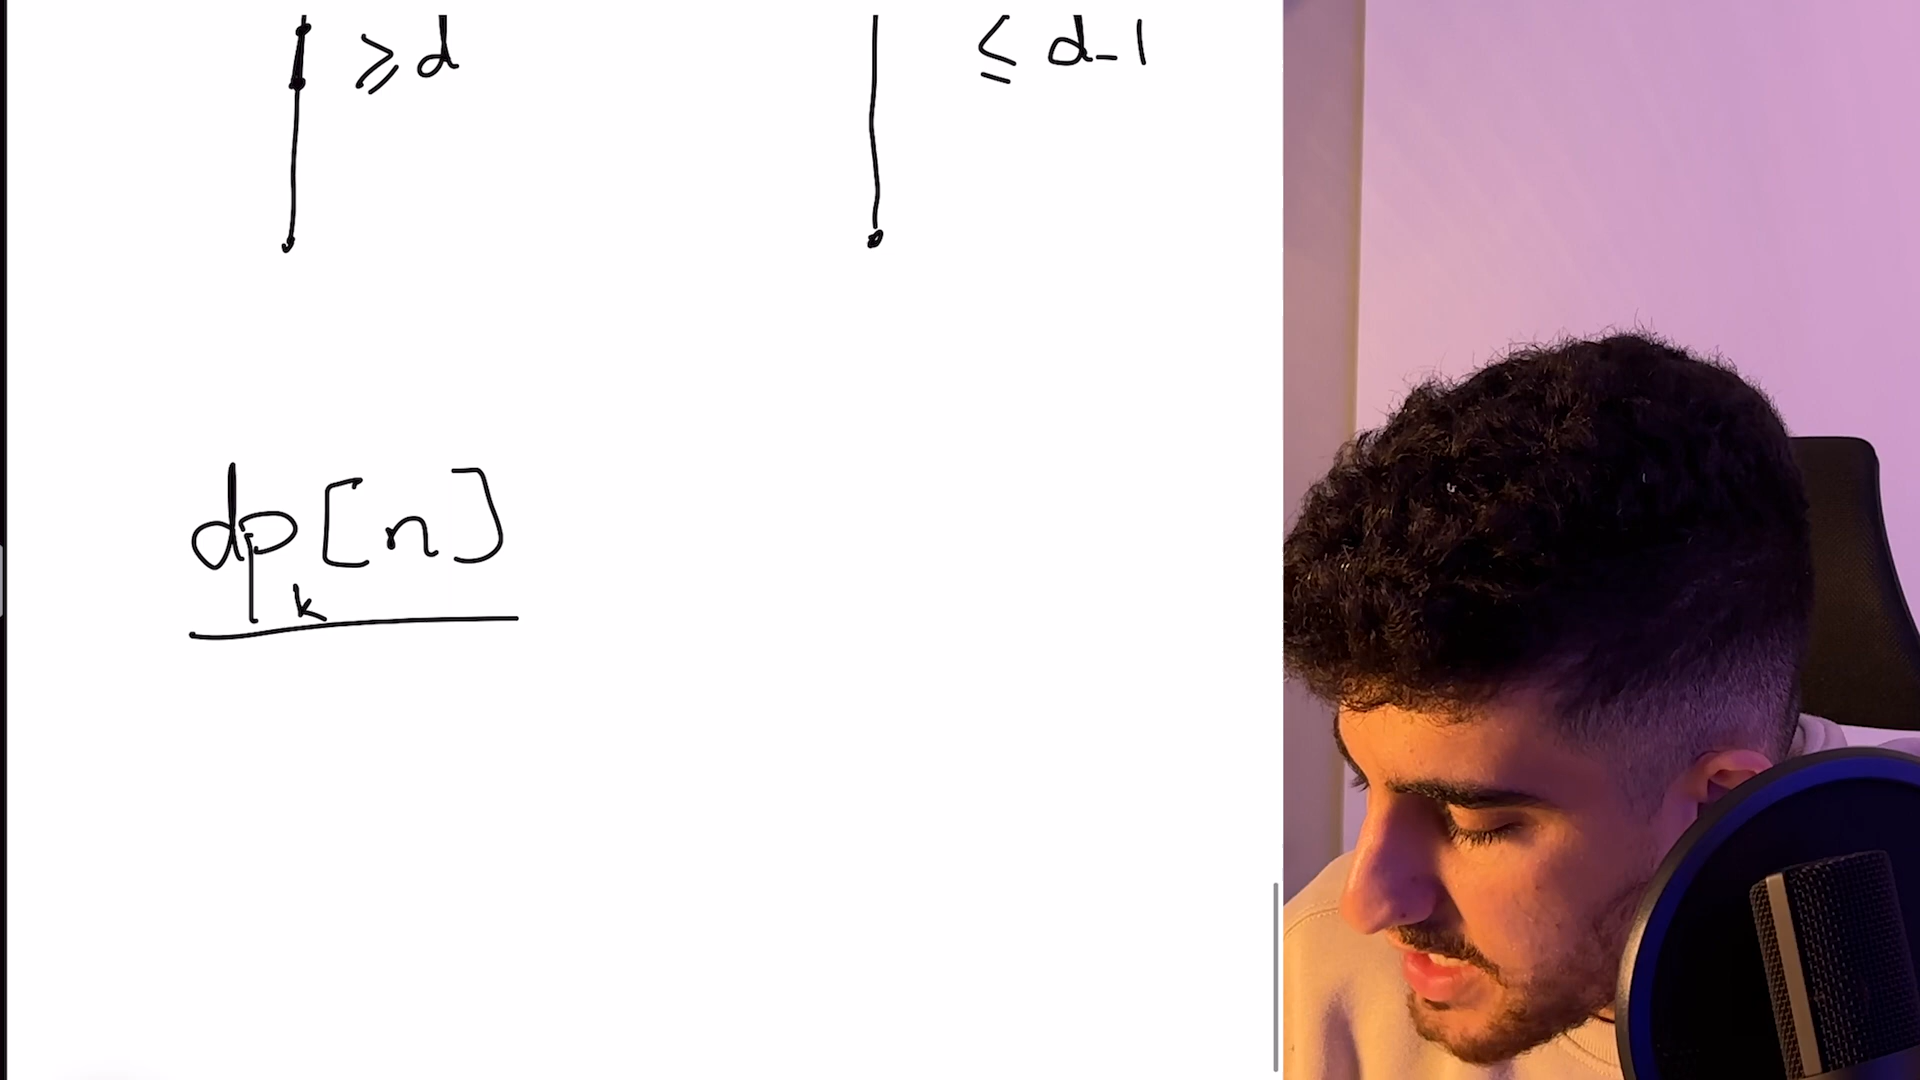 ⩾ d
≤ d-1
dp_k [n]